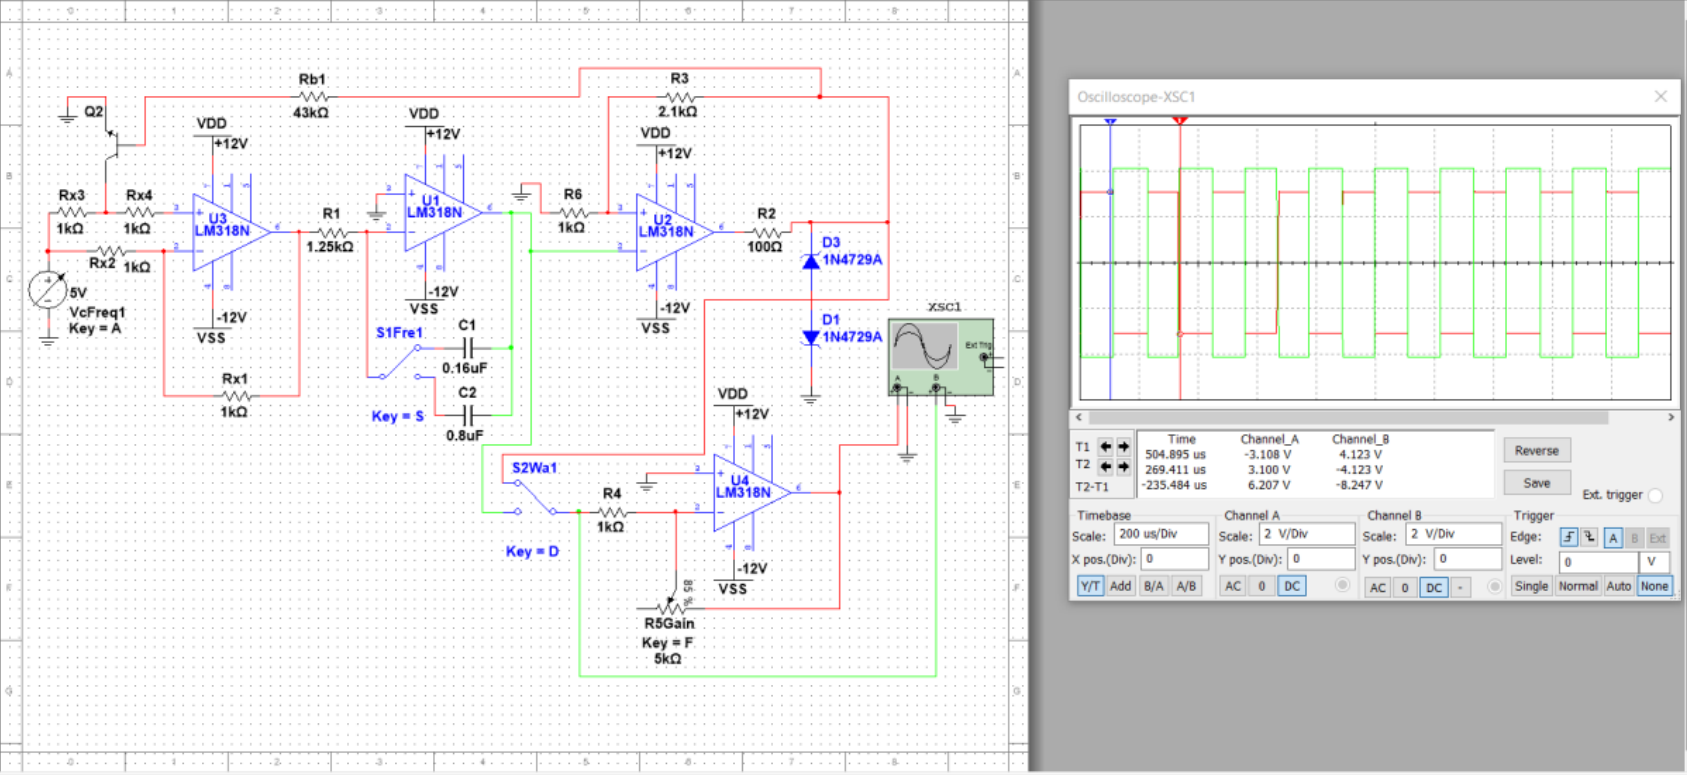 Rb1
43kΩ
R3
2.1kΩ
Q2
VDD
+12V
VDD
+12V
VDD
+12V
Rx3
1kΩ
Rx4
1kΩ
U3
LM318N
R1
1.25kΩ
U1
LM318N
R6
1kΩ
U2
LM318N
R2
100Ω
D3
1N4729A
Rx2
1kΩ
5V
VcFreq1
Key = A
-12V
VSS
-12V
VSS
-12V
VSS
S1Fre1
C1
0.16uF
D1
1N4729A
Rx1
1kΩ
C2
0.8uF
Key = S
xsc1
Ext Trig
A
B
VDD
+12V
S2Wa1
U4
LM318N
R4
1kΩ
Key = D
-12V
VSS
85 %
R5Gain
Key = F
5kΩ
Oscilloscope-XSC1
Time Channel_A Channel_B
T1 504.895 us -3.108 V 4.123 V
T2 269.411 us 3.100 V -4.123 V
T2-T1 -235.484 us 6.207 V -8.247 V
Reverse
Save
Ext. trigger
Timebase
Scale: 200 us/Div
X pos.(Div): 0
Y/T Add B/A A/B
Channel A
Scale: 2 V/Div
Y pos.(Div): 0
AC 0 DC
Channel B
Scale: 2 V/Div
Y pos.(Div): 0
AC 0 DC -
Trigger
Edge: A B Ext
Level: 0 V
Single Normal Auto None